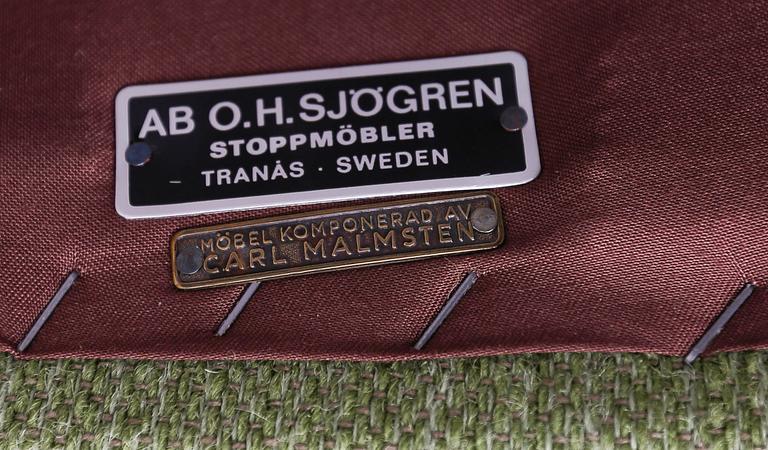 AB O.H.SJÖGREN
STOPPMÖBLER
TRANÅS · SWEDEN
MÖBEL KOMPONERAD AV
CARL MALMSTEN